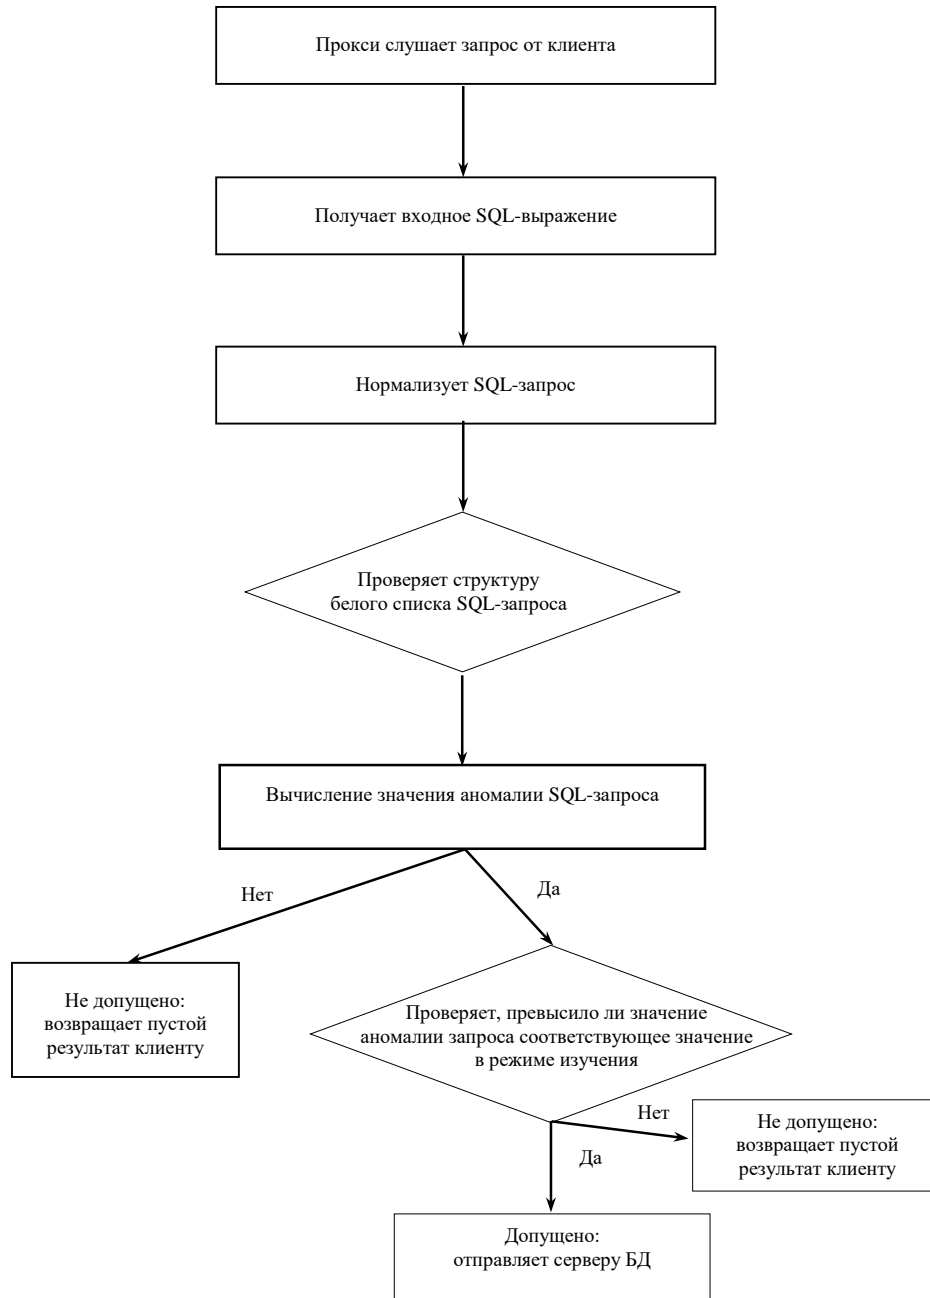 Прокси слушает запрос от клиента
Получает входное SQL-выражение
Нормализует SQL-запрос
Проверяет структуру
белого списка SQL-запроса
Вычисление значения аномалии SQL-запроса
Нет
Да
Не допущено:
возвращает пустой
результат клиенту
Проверяет, превысило ли значение
аномалии запроса соответствующее значение
в режиме изучения
Нет
Да
Не допущено:
возвращает пустой
результат клиенту
Допущено:
отправляет серверу БД